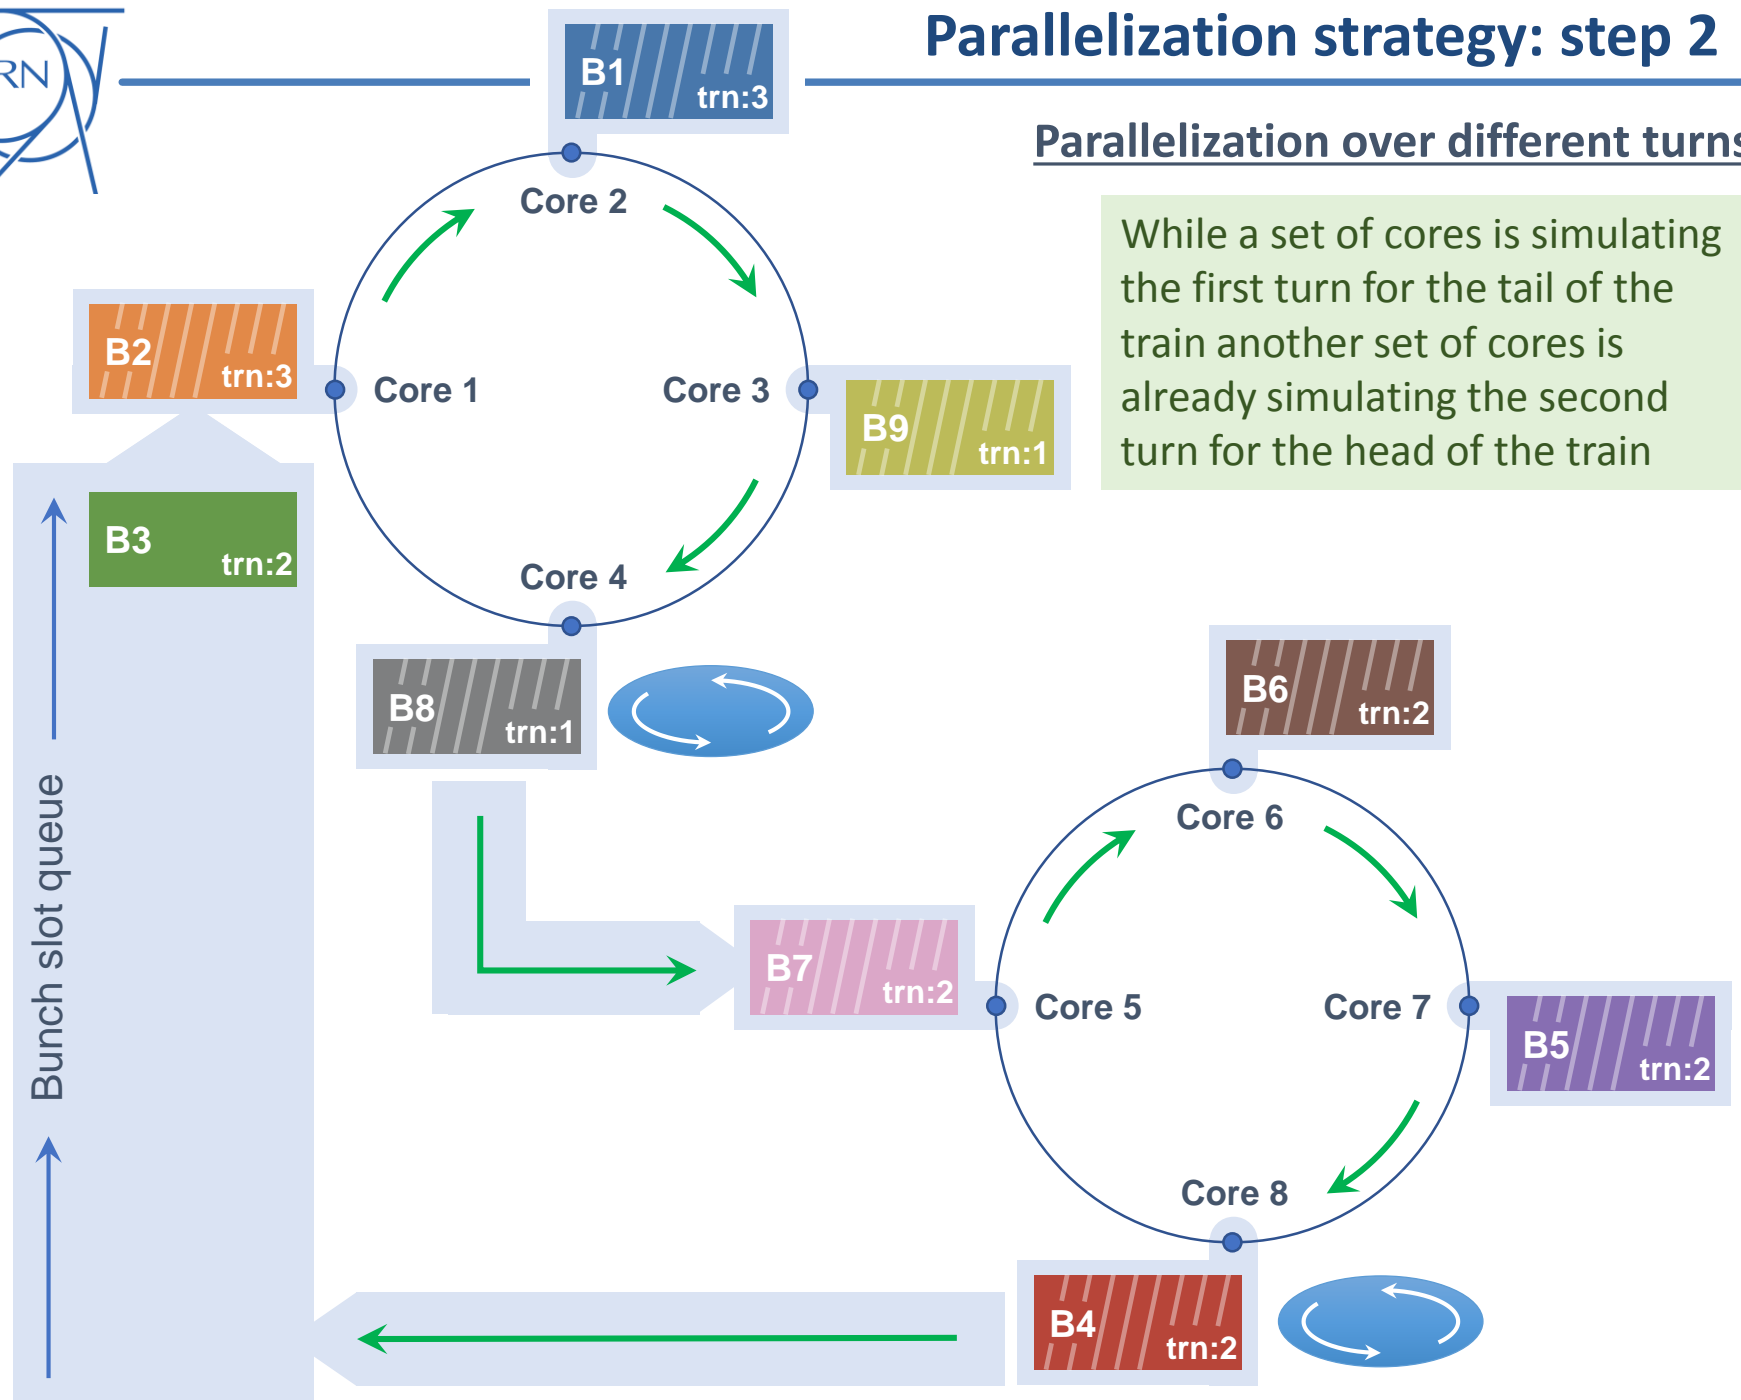 RN
Parallelization strategy: step 2
Parallelization over different turns
While a set of cores is simulating
the first turn for the tail of the
train another set of cores is
already simulating the second
turn for the head of the train
B1
trn:3
Core 2
B2
trn:3
Core 1
Core 3
B9
trn:1
B3
trn:2
Core 4
B8
trn:1
Bunch slot queue
B6
trn:2
Core 6
B7
trn:2
Core 5
Core 7
B5
trn:2
Core 8
B4
trn:2